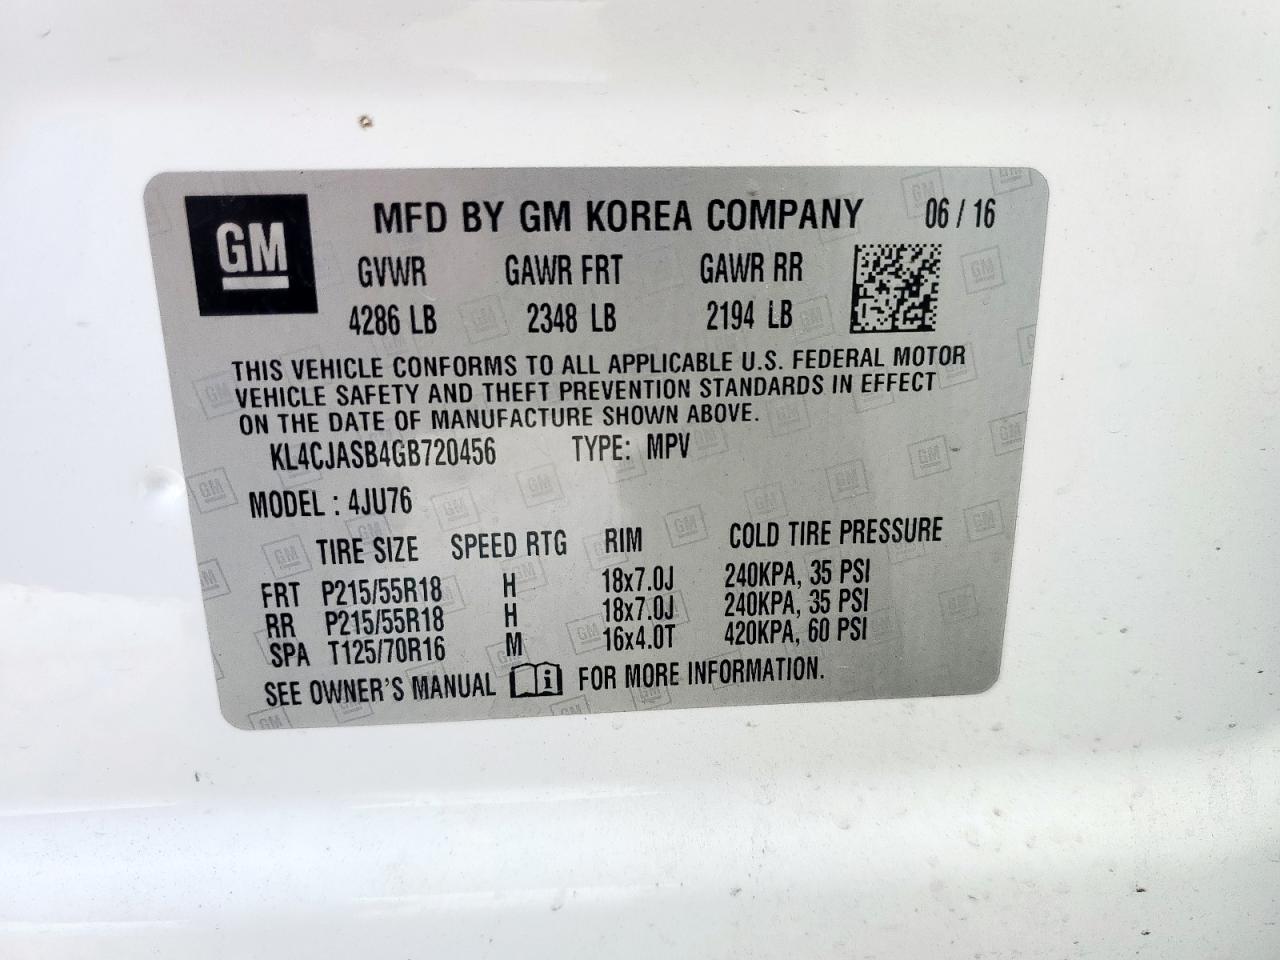 GM MFD BY GM KOREA COMPANY 06 / 16
GVWR GAWR FRT GAWR RR
4286 LB 2348 LB 2194 LB
THIS VEHICLE CONFORMS TO ALL APPLICABLE U.S. FEDERAL MOTOR
VEHICLE SAFETY AND THEFT PREVENTION STANDARDS IN EFFECT
ON THE DATE OF MANUFACTURE SHOWN ABOVE.
KL4CJASB4GB720456 TYPE: MPV
MODEL : 4JU76
TIRE SIZE SPEED RTG RIM COLD TIRE PRESSURE
FRT P215/55R18 H 18x7.0J 240KPA, 35 PSI
RR P215/55R18 H 18x7.0J 240KPA, 35 PSI
SPA T125/70R16 M 16x4.0T 420KPA, 60 PSI
SEE OWNER'S MANUAL i FOR MORE INFORMATION.